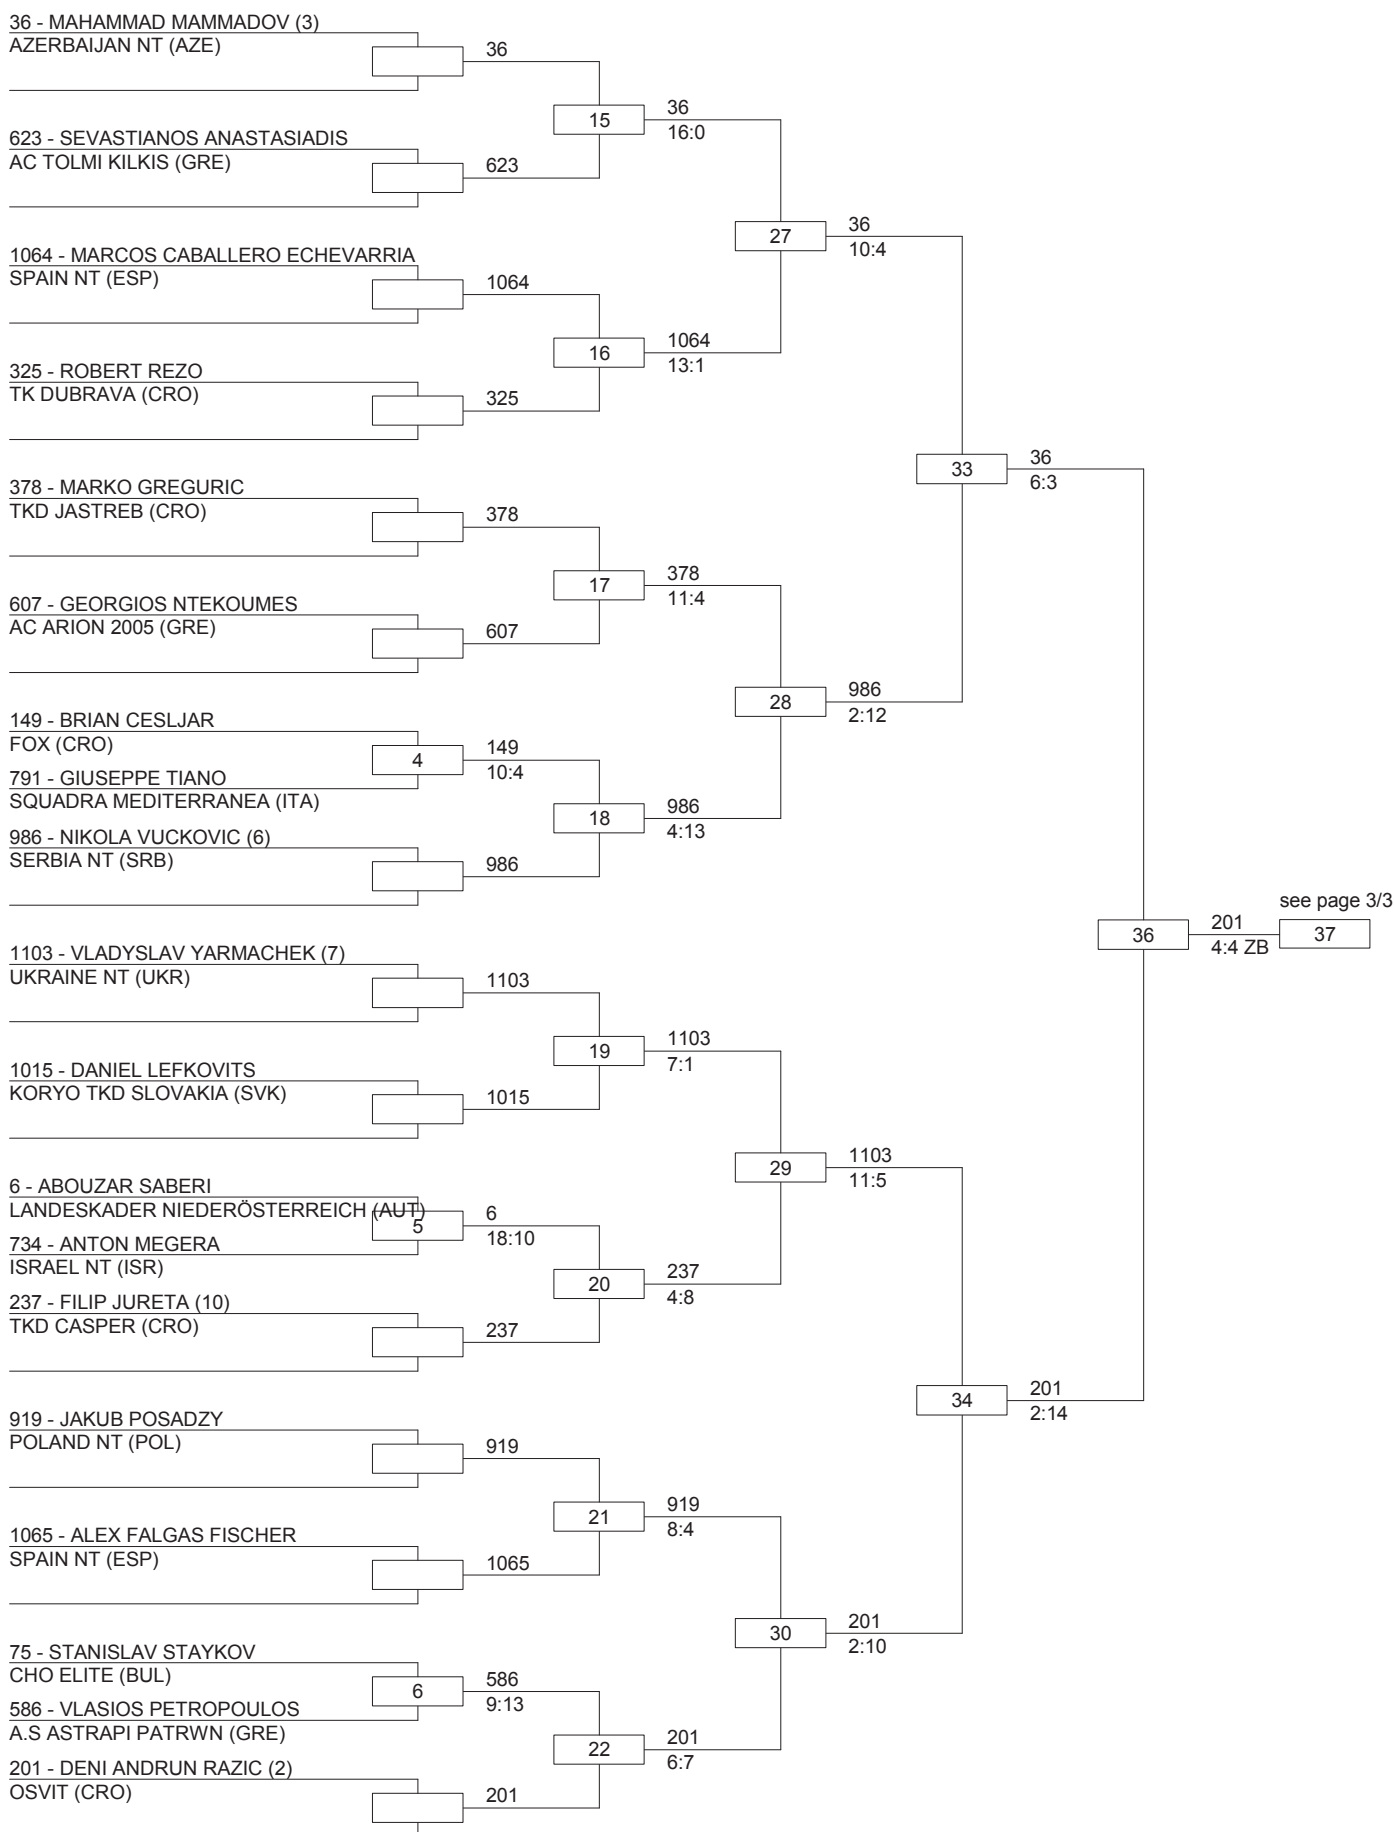 36 - MAHAMMAD MAMMADOV (3)
AZERBAIJAN NT (AZE)
36
15
36
16:0
623 - SEVASTIANOS ANASTASIADIS
AC TOLMI KILKIS (GRE)
623
27
36
10:4
1064 - MARCOS CABALLERO ECHEVARRIA
SPAIN NT (ESP)
1064
16
1064
13:1
325 - ROBERT REZO
TK DUBRAVA (CRO)
325
33
36
6:3
378 - MARKO GREGURIC
TKD JASTREB (CRO)
378
17
378
11:4
607 - GEORGIOS NTEKOUMES
AC ARION 2005 (GRE)
607
28
986
2:12
149 - BRIAN CESLJAR
FOX (CRO)
4
149
10:4
791 - GIUSEPPE TIANO
SQUADRA MEDITERRANEA (ITA)
18
986
4:13
986 - NIKOLA VUCKOVIC (6)
SERBIA NT (SRB)
986
see page 3/3
36
201
4:4 ZB
37
1103 - VLADYSLAV YARMACHEK (7)
UKRAINE NT (UKR)
1103
19
1103
7:1
1015 - DANIEL LEFKOVITS
KORYO TKD SLOVAKIA (SVK)
1015
29
1103
11:5
6 - ABOUZAR SABERI
LANDESKADER NIEDERÖSTERREICH (AUT)
5
6
18:10
734 - ANTON MEGERA
ISRAEL NT (ISR)
20
237
4:8
237 - FILIP JURETA (10)
TKD CASPER (CRO)
237
34
201
2:14
919 - JAKUB POSADZY
POLAND NT (POL)
919
21
919
8:4
1065 - ALEX FALGAS FISCHER
SPAIN NT (ESP)
1065
30
201
2:10
75 - STANISLAV STAYKOV
CHO ELITE (BUL)
6
586
9:13
586 - VLASIOS PETROPOULOS
A.S ASTRAPI PATRWN (GRE)
22
201
6:7
201 - DENI ANDRUN RAZIC (2)
OSVIT (CRO)
201